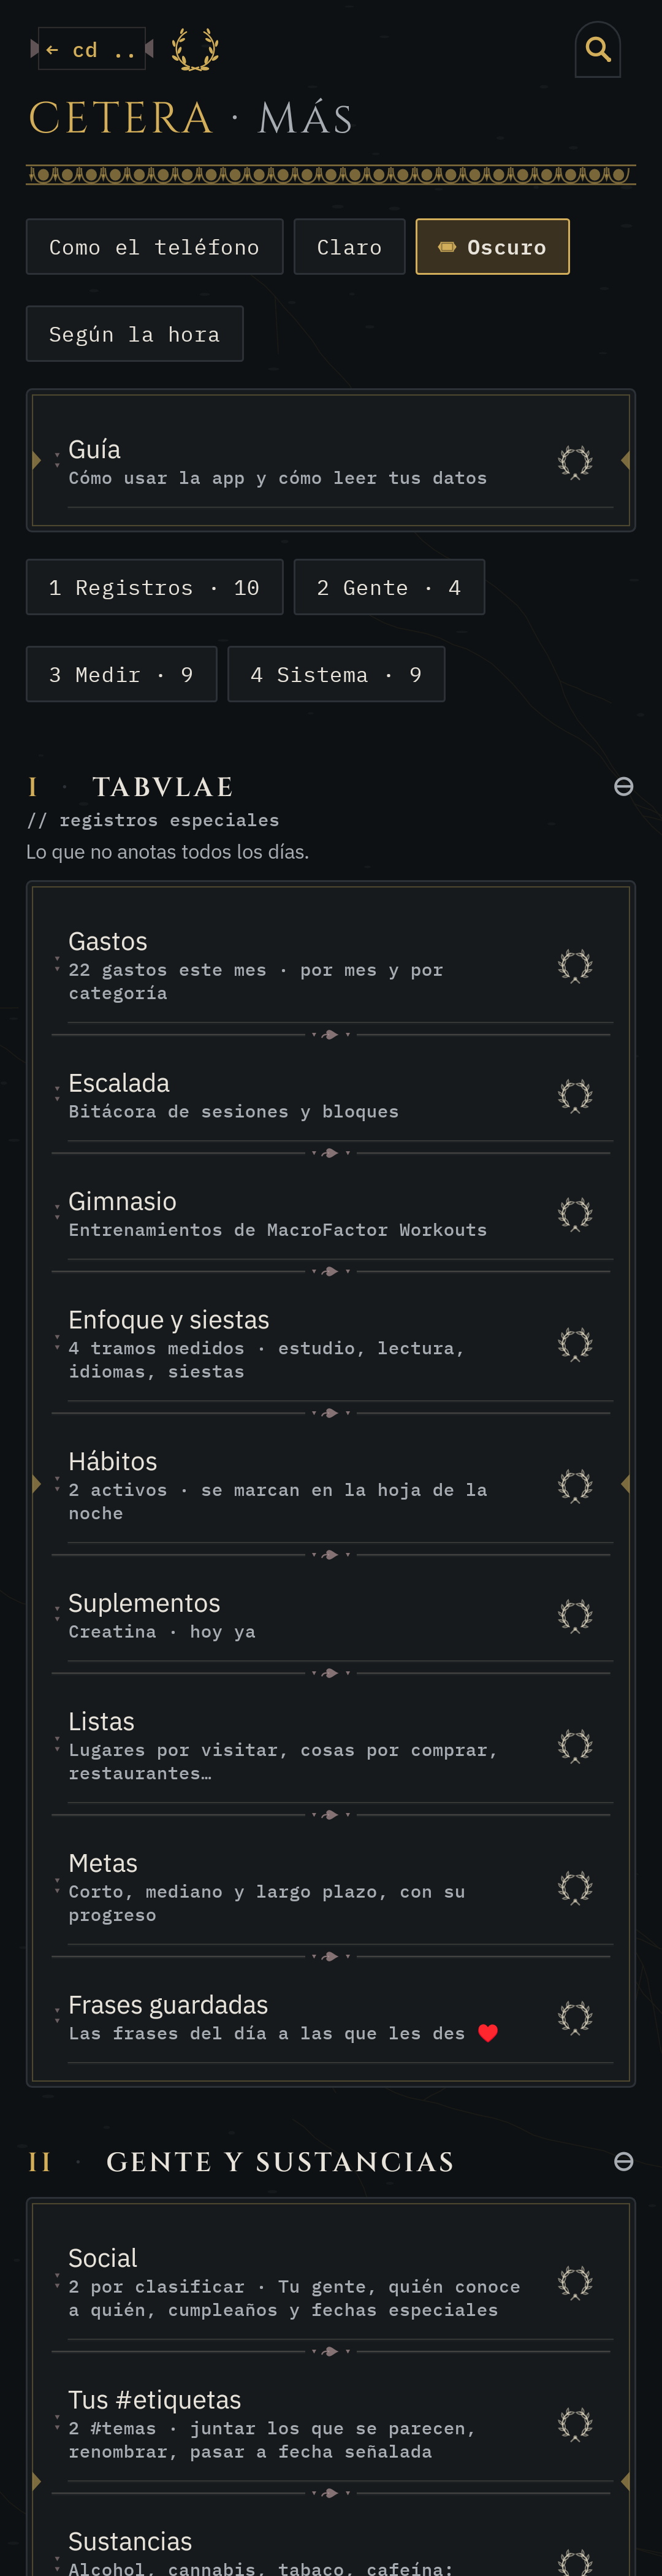 ← cd ..
CETERA · MÁS
Como el teléfono
Claro
Oscuro
Según la hora
Guía
Cómo usar la app y cómo leer tus datos
1 Registros · 10
2 Gente · 4
3 Medir · 9
4 Sistema · 9
I · TABVLAE
// registros especiales
Lo que no anotas todos los días.
Gastos
22 gastos este mes · por mes y por
categoría
Escalada
Bitácora de sesiones y bloques
Gimnasio
Entrenamientos de MacroFactor Workouts
Enfoque y siestas
4 tramos medidos · estudio, lectura,
idiomas, siestas
Hábitos
2 activos · se marcan en la hoja de la
noche
Suplementos
Creatina · hoy ya
Listas
Lugares por visitar, cosas por comprar,
restaurantes…
Metas
Corto, mediano y largo plazo, con su
progreso
Frases guardadas
Las frases del día a las que les des ❤️
II · GENTE Y SUSTANCIAS
Social
2 por clasificar · Tu gente, quién conoce
a quién, cumpleaños y fechas especiales
Tus #etiquetas
2 #temas · juntar los que se parecen,
renombrar, pasar a fecha señalada
Sustancias
Alcohol, cannabis, tabaco, cafeína: